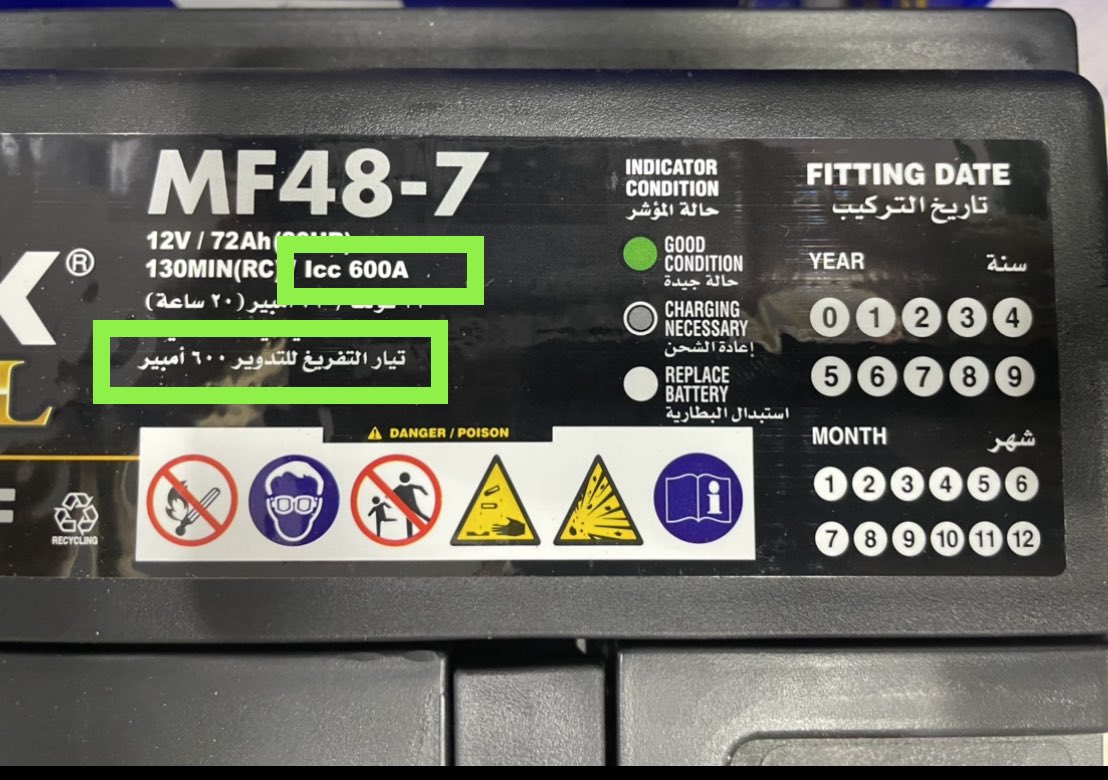 MF48-7
12V / 72Ah
130MIN(RC) / Icc 600A
أمبير (٢٠ ساعة)
تيار التفريغ للتدوير ٦٠٠ أمبير
K®
L
RECYCLING
DANGER / POISON
INDICATOR
CONDITION
حالة المؤشر
GOOD
CONDITION
حالة جيدة
CHARGING
NECESSARY
إعادة الشحن
REPLACE
BATTERY
استبدال البطارية
FITTING DATE
تاريخ التركيب
YEAR سنة
0 1 2 3 4
5 6 7 8 9
MONTH شهر
1 2 3 4 5 6
7 8 9 10 11 12